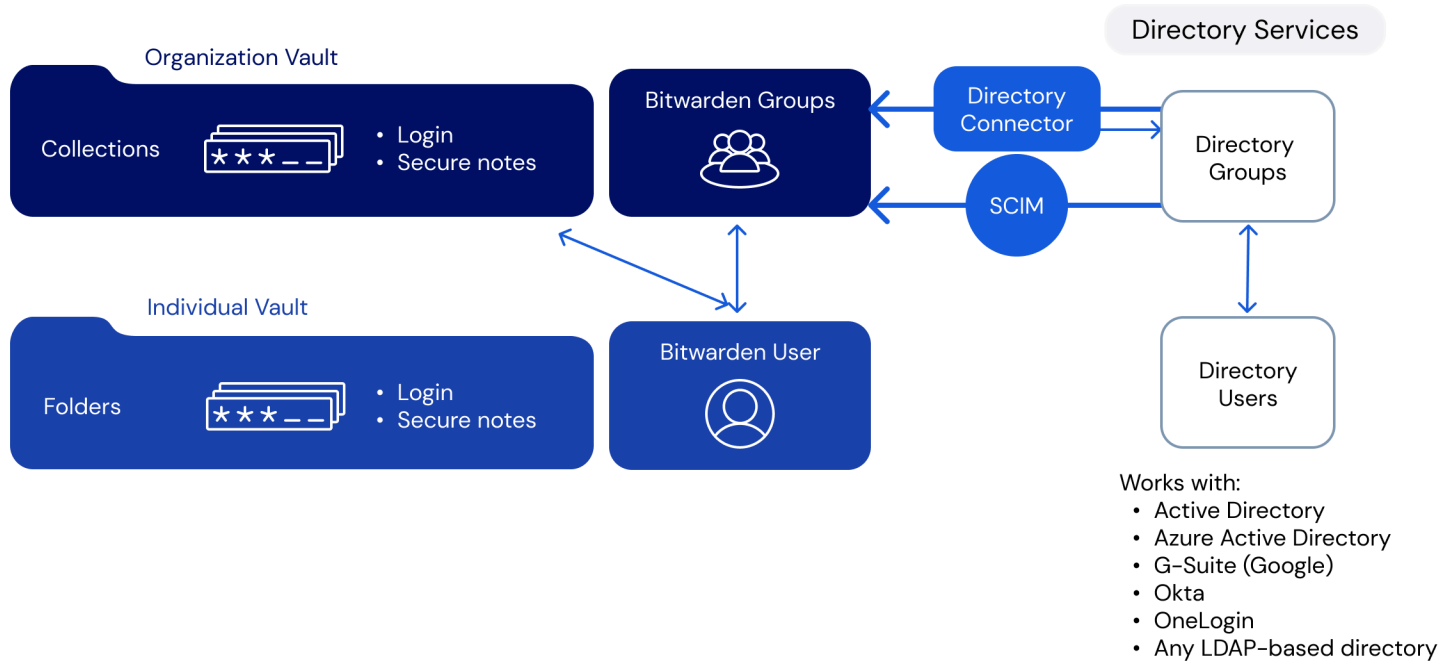 Directory Services
Organization Vault
Collections
***__
• Login
• Secure notes
Bitwarden Groups
Directory
Connector
SCIM
Directory
Groups
Individual Vault
Folders
***__
• Login
• Secure notes
Bitwarden User
Directory
Users
Works with:
• Active Directory
• Azure Active Directory
• G-Suite (Google)
• Okta
• OneLogin
• Any LDAP-based directory